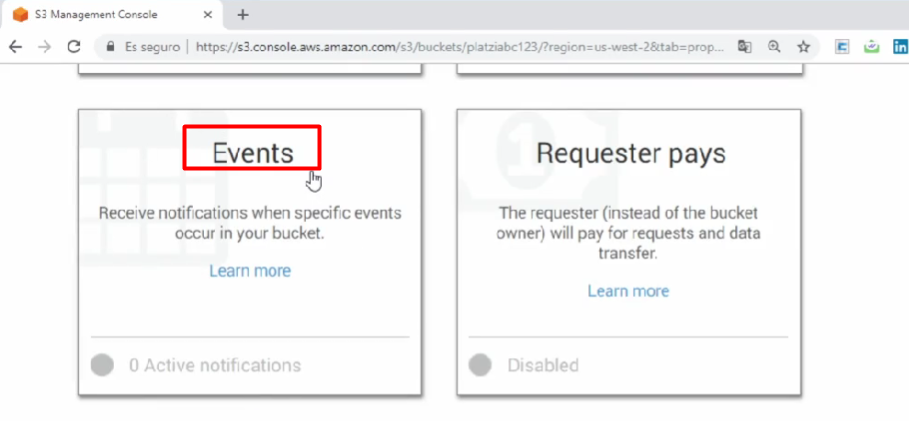 S3 Management Console
Es seguro
https://s3.console.aws.amazon.com/s3/buckets/platziabc123/?region=us-west-2&tab=prop...
Events
Receive notifications when specific events
occur in your bucket.
Learn more
0 Active notifications
Requester pays
The requester (instead of the bucket
owner) will pay for requests and data
transfer.
Learn more
Disabled